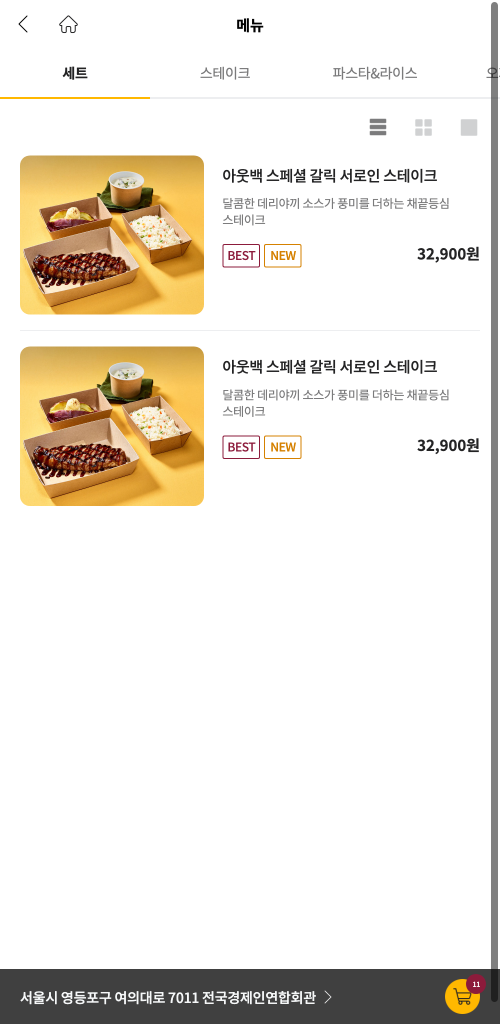 메뉴
세트
스테이크
파스타&라이스
아웃백 스페셜 갈릭 서로인 스테이크
달콤한 데리야끼 소스가 풍미를 더하는 채끝등심
스테이크
BEST NEW 32,900원
아웃백 스페셜 갈릭 서로인 스테이크
달콤한 데리야끼 소스가 풍미를 더하는 채끝등심
스테이크
BEST NEW 32,900원
서울시 영등포구 여의대로 7011 전국경제인연합회관
11